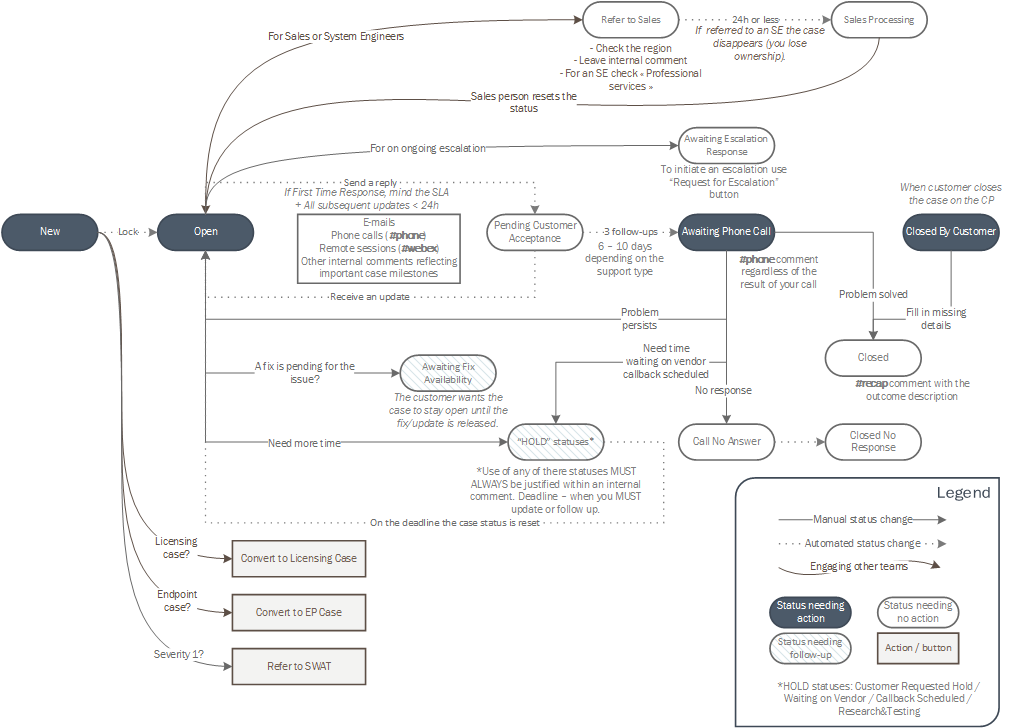 For Sales or System Engineers
Refer to Sales
- Check the region
- Leave internal comment
- For an SE check « Professional
services »
24h or less
If referred to an SE the case
disappears (you lose
ownership).
Sales Processing
Sales person resets the
status
For on ongoing escalation
Awaiting Escalation
Response
To initiate an escalation use
"Request for Escalation"
button
Send a reply
If First Time Response, mind the SLA
+ All subsequent updates < 24h
When customer closes
the case on the CP
New
Lock
Open
E-mails
Phone calls (#phone)
Remote sessions (#webex)
Other internal comments reflecting
important case milestones
Pending Customer
Acceptance
3 follow-ups
6 – 10 days
depending on the
support type
Awaiting Phone Call
#phone comment
regardless of the
result of your call
Closed By Customer
Receive an update
Problem solved
Fill in missing
details
Problem
persists
Need time
waiting on vendor
callback scheduled
Closed
#recap comment with the
outcome description
A fix is pending for the
issue?
Awaiting Fix
Availability
The customer wants the
case to stay open until the
fix/update is released.
No response
Need more time
"HOLD" statuses*
Call No Answer
Closed No
Response
*Use of any of there statuses MUST
ALWAYS be justified within an internal
comment. Deadline – when you MUST
update or follow up.
On the deadline the case status is reset
Licensing
case?
Convert to Licensing Case
Endpoint
case?
Convert to EP Case
Severity 1?
Refer to SWAT
Legend
Manual status change
Automated status change
Engaging other teams
Status needing
action
Status needing
no action
Status needing
follow-up
Action / button
*HOLD statuses: Customer Requested Hold /
Waiting on Vendor / Callback Scheduled /
Research&Testing